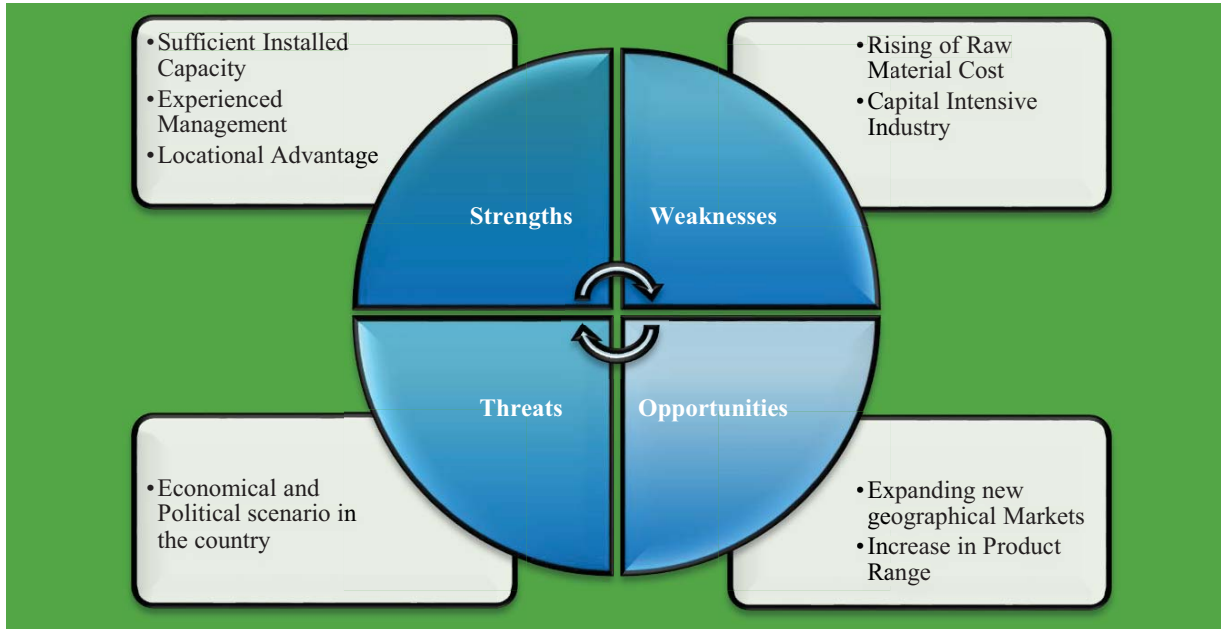 • Sufficient Installed
Capacity
• Experienced
Management
• Locational Advantage
• Rising of Raw
Material Cost
• Capital Intensive
Industry
Strengths
Weaknesses
Threats
Opportunities
• Economical and
Political scenario in
the country
• Expanding new
geographical Markets
• Increase in Product
Range